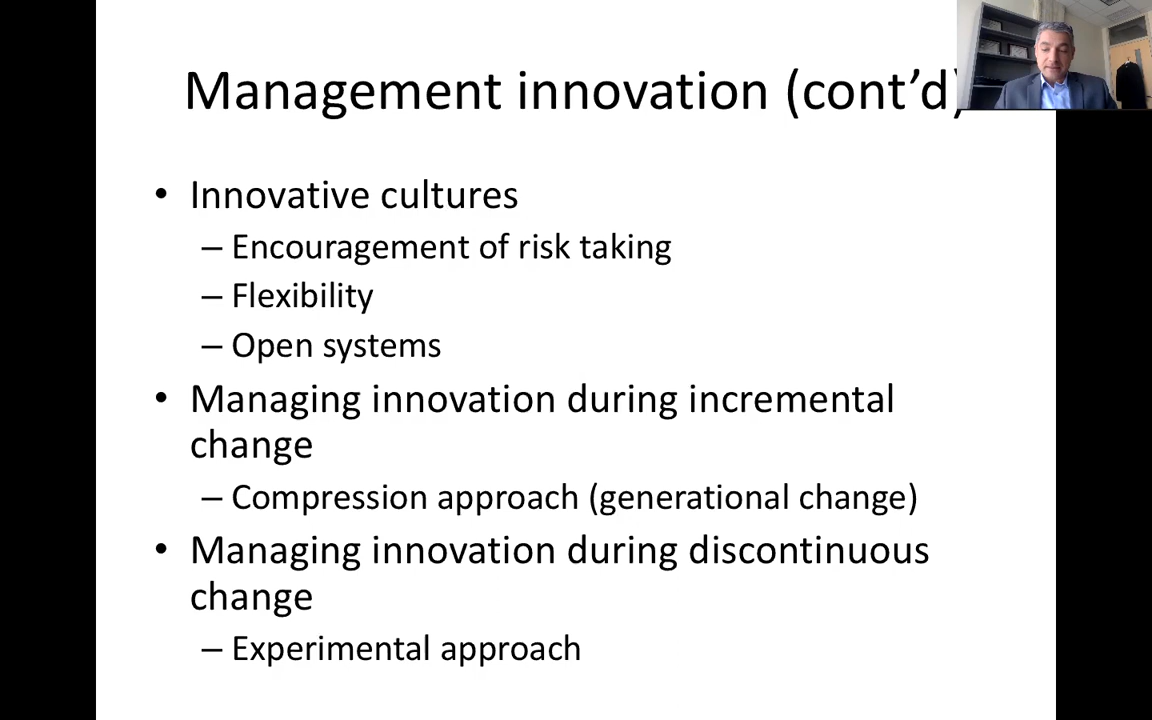 Management innovation (cont’d)
• Innovative cultures
– Encouragement of risk taking
– Flexibility
– Open systems
• Managing innovation during incremental
change
– Compression approach (generational change)
• Managing innovation during discontinuous
change
– Experimental approach